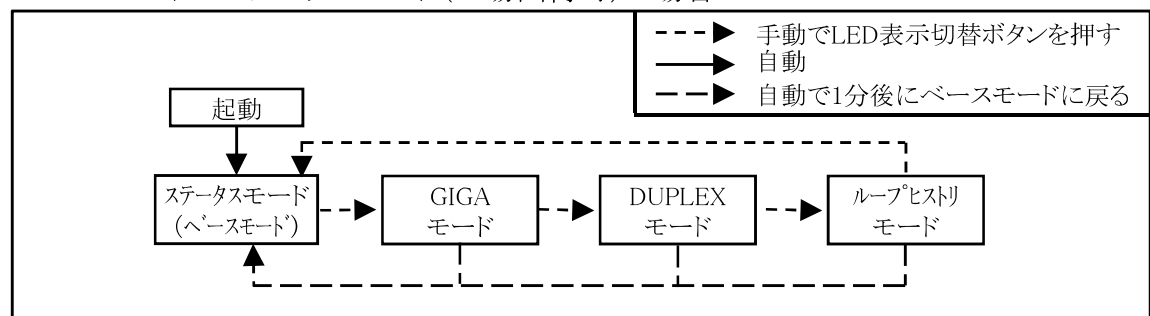 手動でLED表示切替ボタンを押す
自動
自動で1分後にベースモードに戻る
起動
ステータスモード
(ベースモード)
GIGA
モード
DUPLEX
モード
ループヒストリ
モード